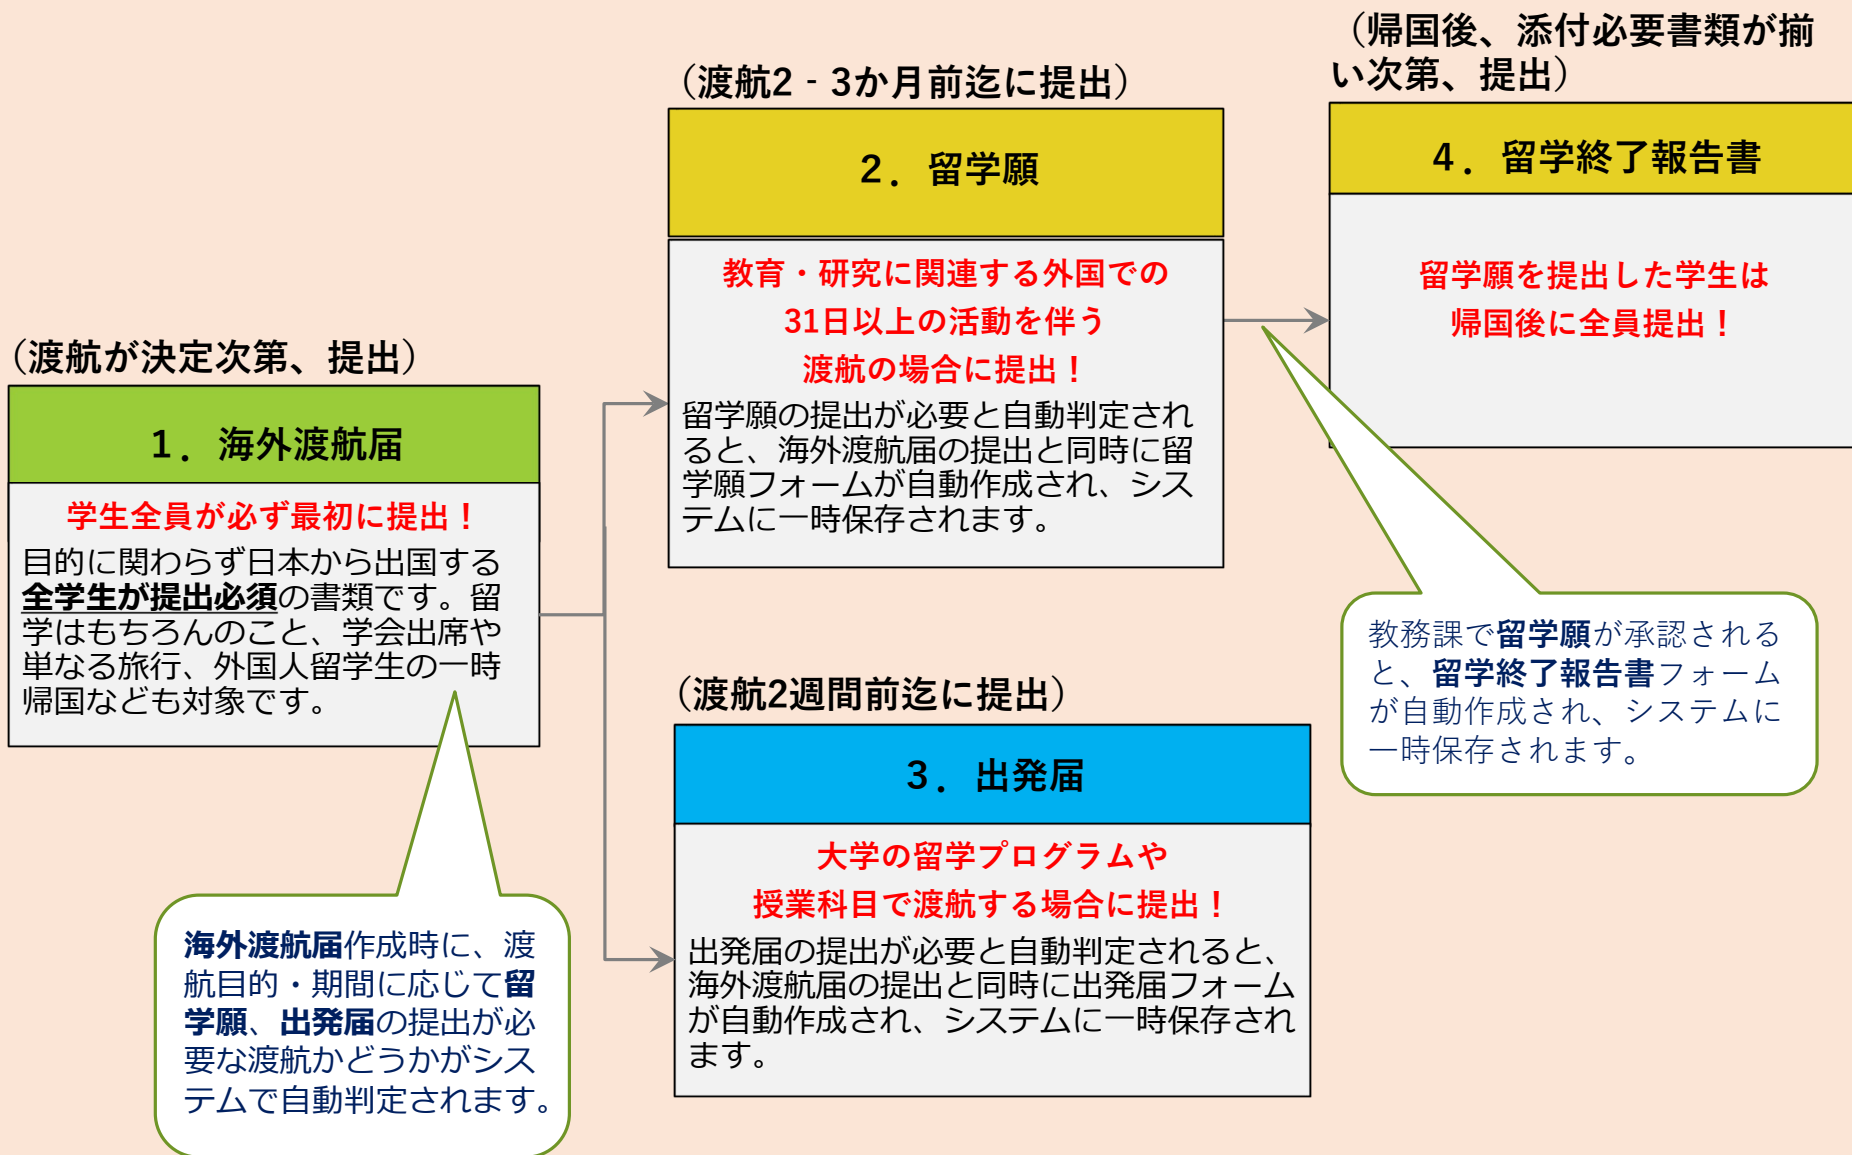 （渡航が決定次第、提出）
１．海外渡航届
学生全員が必ず最初に提出！
目的に関わらず日本から出国する
全学生が提出必須の書類です。留
学はもちろんのこと、学会出席や
単なる旅行、外国人留学生の一時
帰国なども対象です。
海外渡航届作成時に、渡
航目的・期間に応じて留
学願、出発届の提出が必
要な渡航かどうかがシス
テムで自動判定されます。
（渡航2‐3か月前迄に提出）
２．留学願
教育・研究に関連する外国での
31日以上の活動を伴う
渡航の場合に提出！
留学願の提出が必要と自動判定され
ると、海外渡航届の提出と同時に留
学願フォームが自動作成され、シス
テムに一時保存されます。
（渡航2週間前迄に提出）
３．出発届
大学の留学プログラムや
授業科目で渡航する場合に提出！
出発届の提出が必要と自動判定されると、
海外渡航届の提出と同時に出発届フォーム
が自動作成され、システムに一時保存され
ます。
（帰国後、添付必要書類が揃
い次第、提出）
４．留学終了報告書
留学願を提出した学生は
帰国後に全員提出！
教務課で留学願が承認される
と、留学終了報告書フォーム
が自動作成され、システムに
一時保存されます。